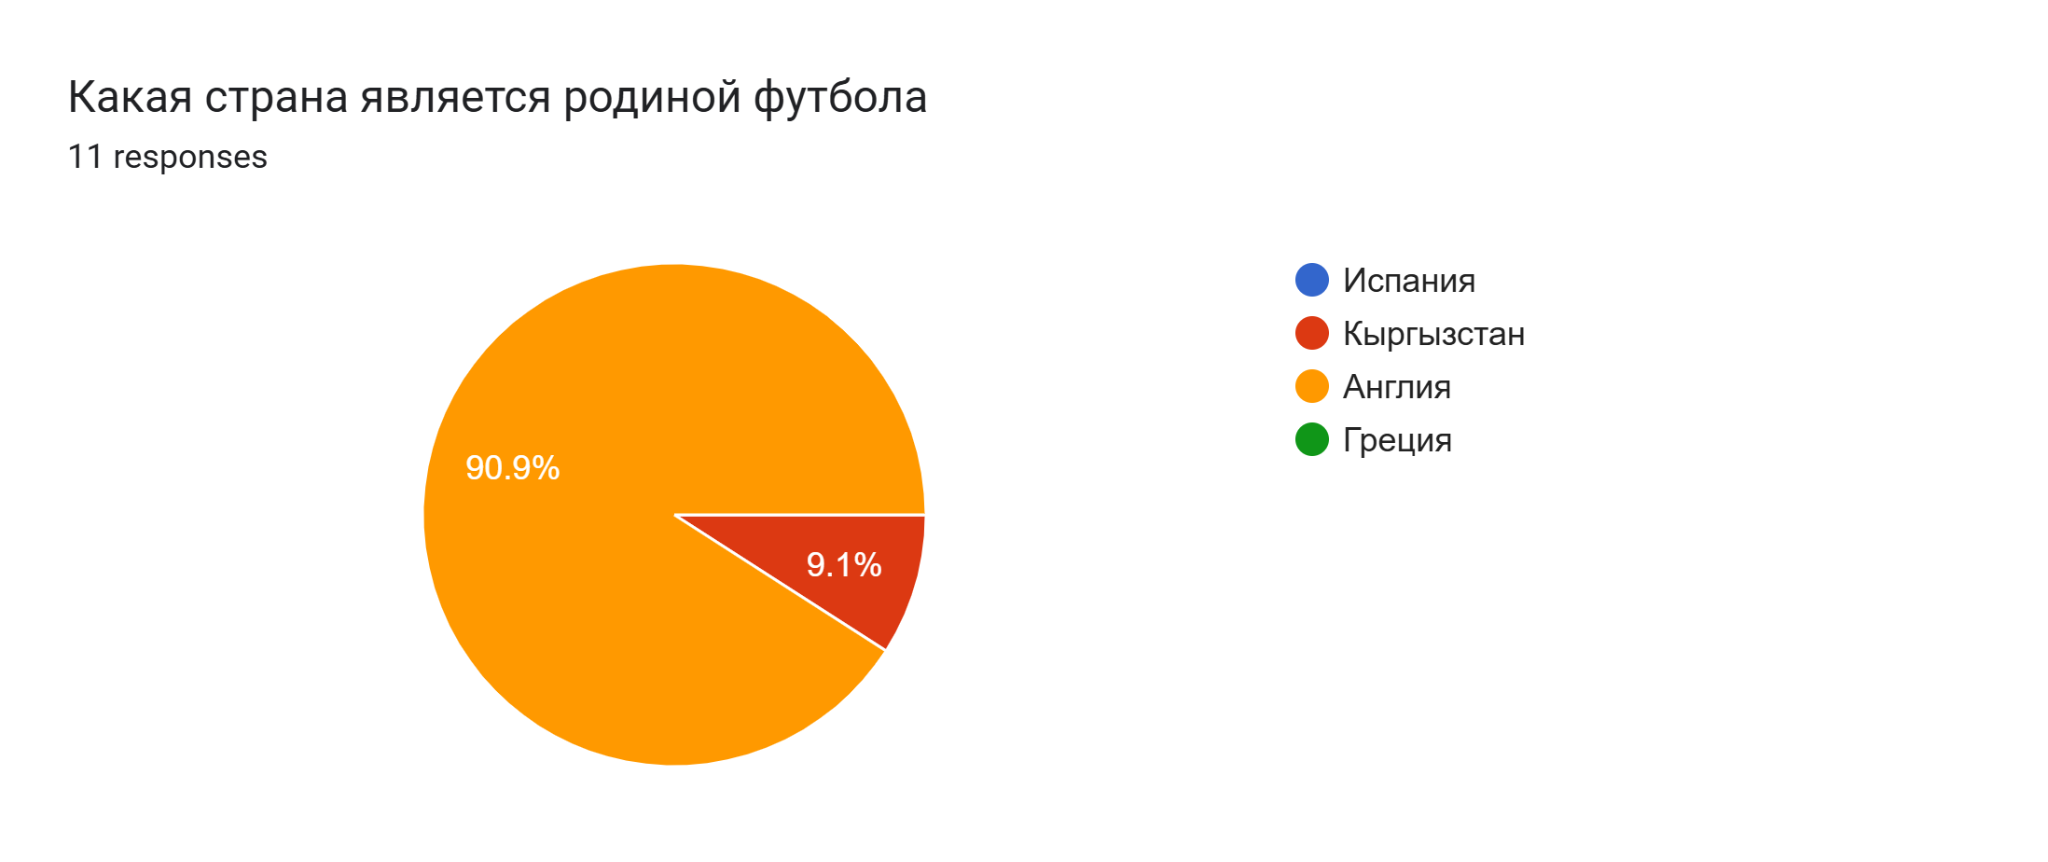 Какая страна является родиной футбола
11 responses
Испания
Кыргызстан
Англия
Греция
90.9%
9.1%